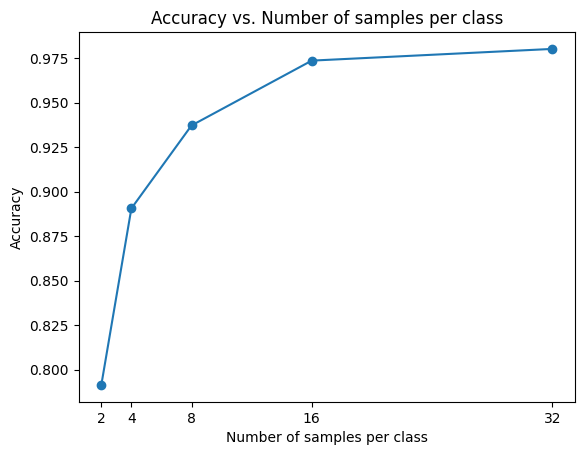 Accuracy vs. Number of samples per class
Accuracy
0.975
0.950
0.925
0.900
0.875
0.850
0.825
0.800
2 4 8 16 32
Number of samples per class